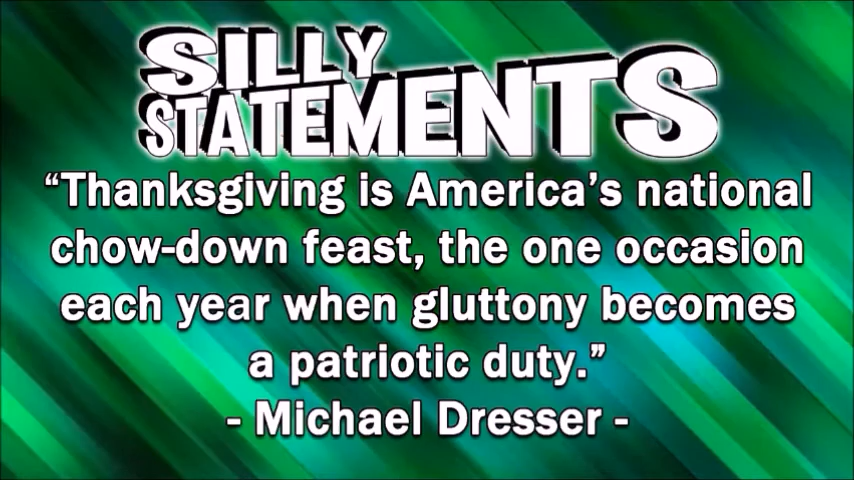 SILLY
STATEMENTS
“Thanksgiving is America’s national
chow-down feast, the one occasion
each year when gluttony becomes
a patriotic duty.”
- Michael Dresser -